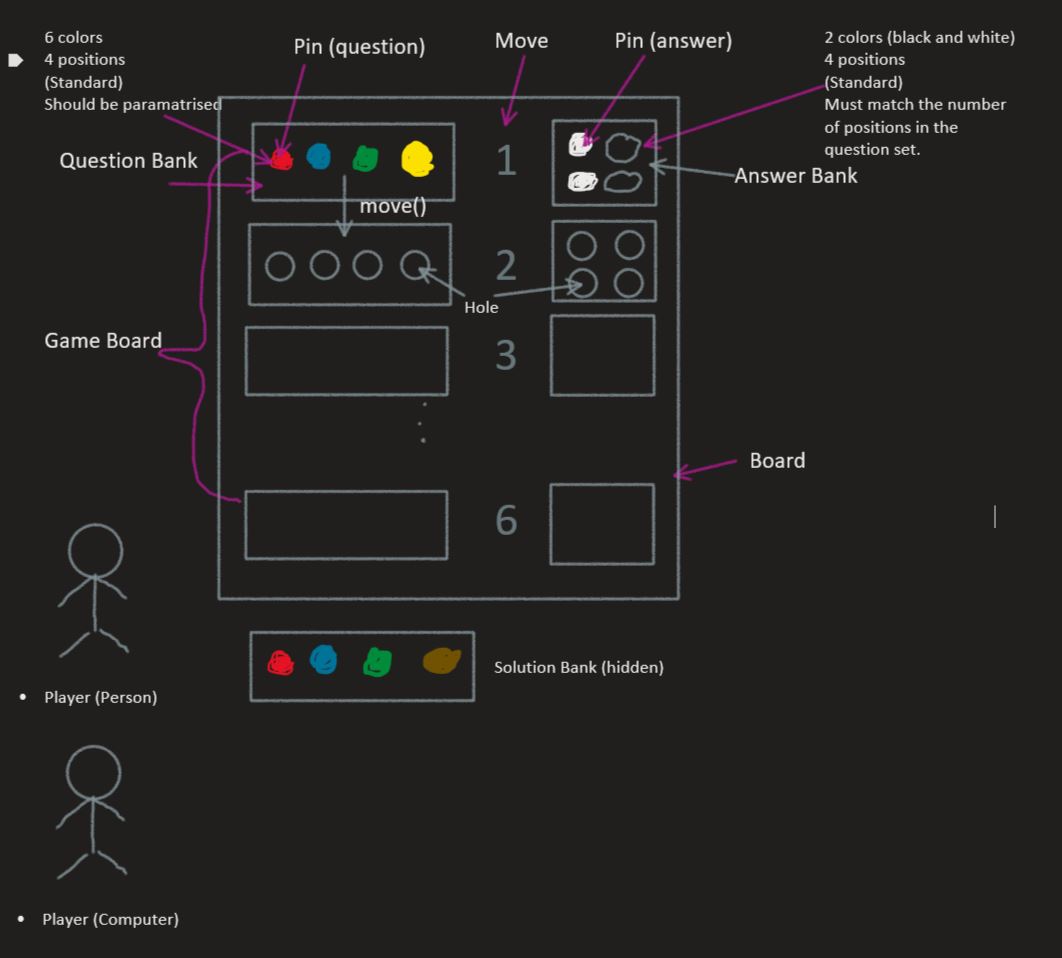 6 colors
4 positions
(Standard)
Should be paramatrised
Pin (question)
Move
Pin (answer)
2 colors (black and white)
4 positions
(Standard)
Must match the number
of positions in the
question set.
Question Bank
1
Answer Bank
move()
2
Hole
Game Board
3
Board
6
Solution Bank (hidden)
Player (Person)
Player (Computer)